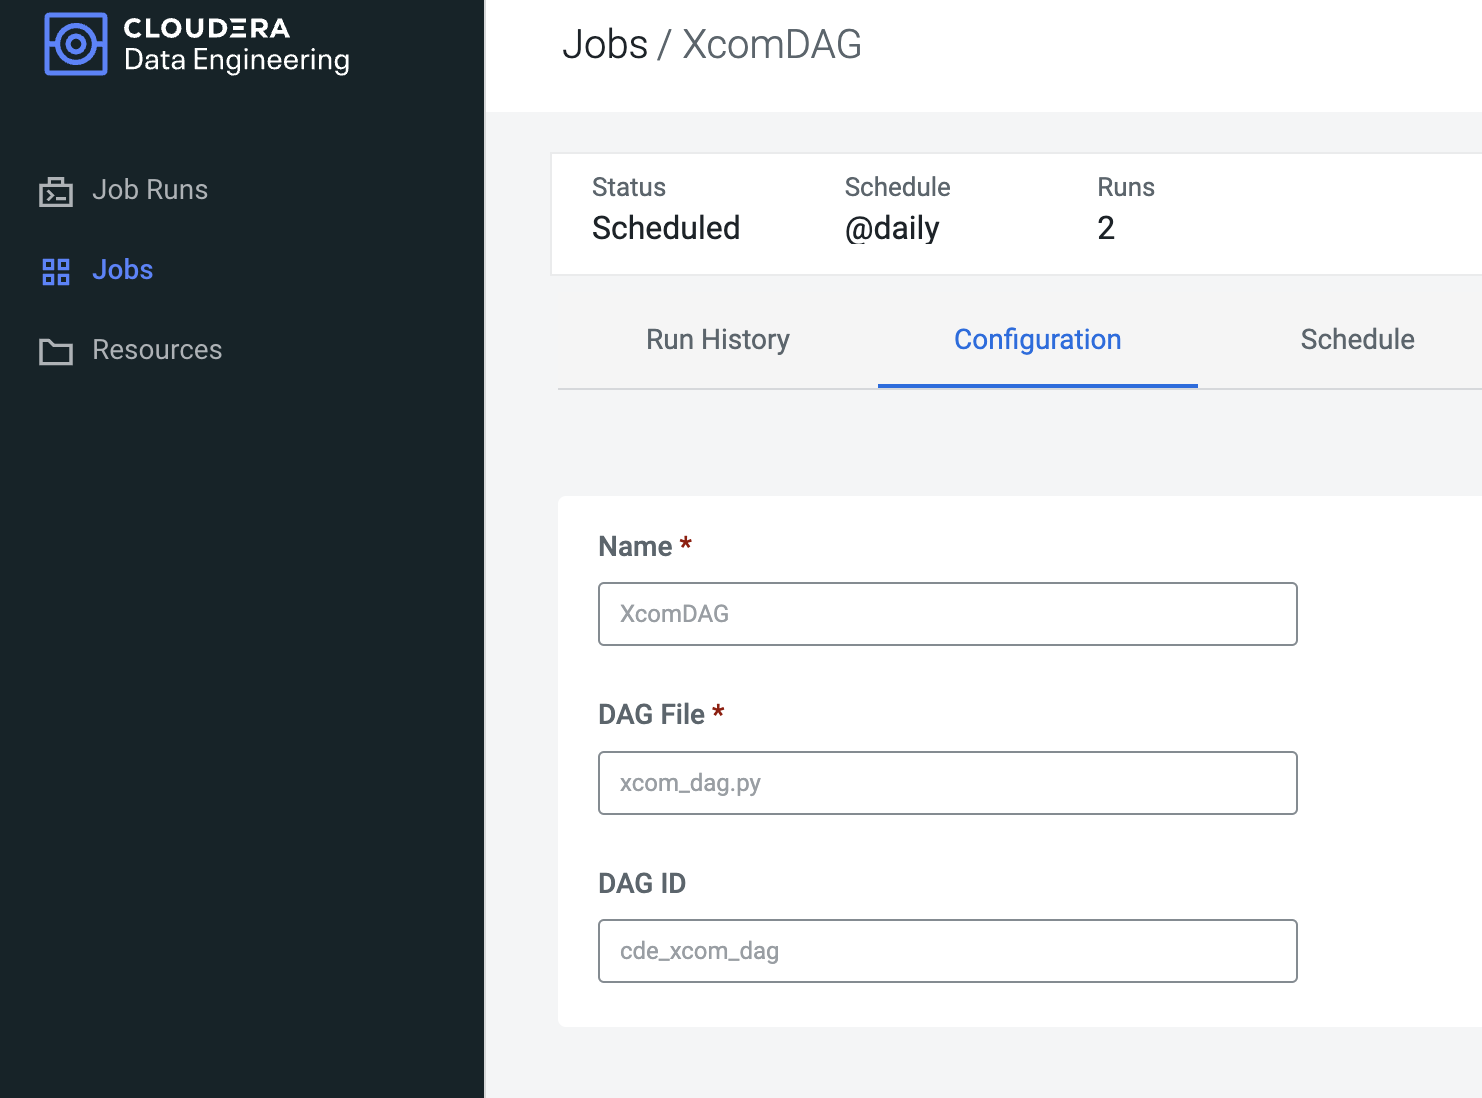 CLOUDERA
Data Engineering
Job Runs
Jobs
Resources
Jobs / XcomDAG
Status Schedule Runs
Scheduled @daily 2
Run History Configuration Schedule
Name *
XcomDAG
DAG File *
xcom_dag.py
DAG ID
cde_xcom_dag